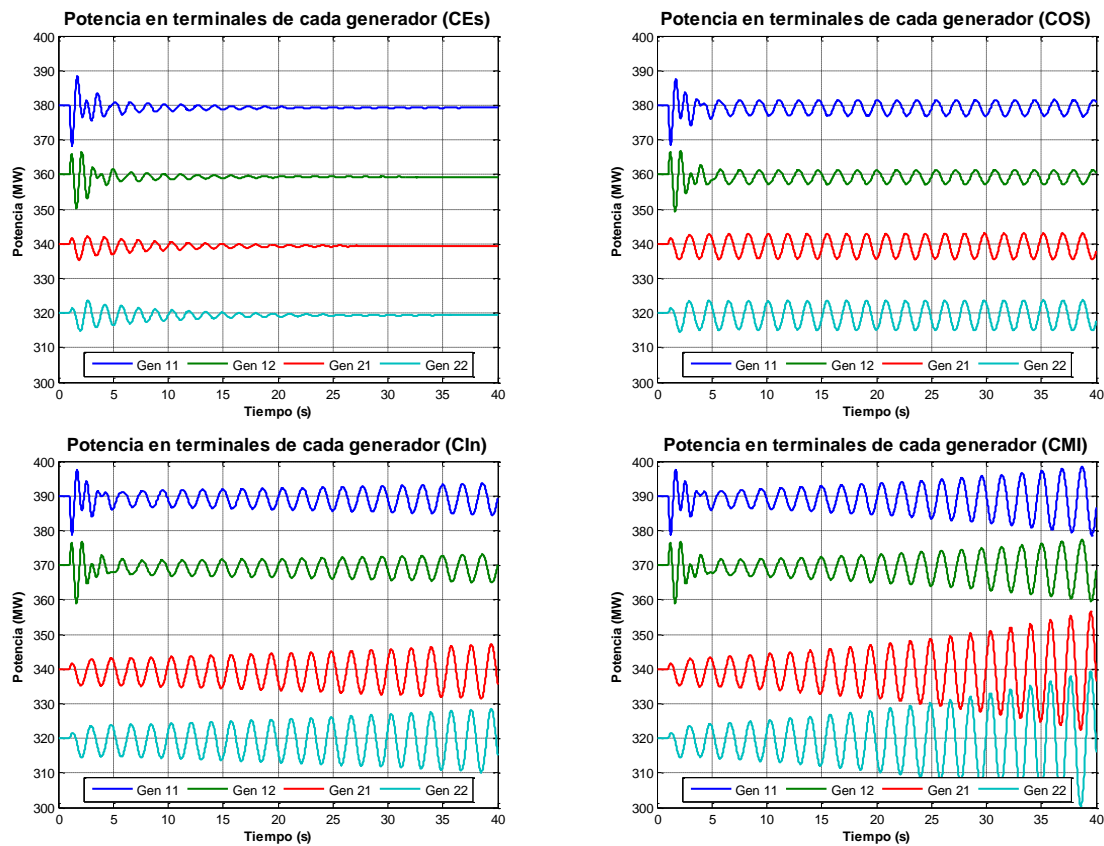 Potencia en terminales de cada generador (CEs)
400
390
380
370
360
350
340
330
320
310
300
Potencia (MW)
Gen 11 Gen 12 Gen 21 Gen 22
0 5 10 15 20 25 30 35 40
Tiempo (s)
Potencia en terminales de cada generador (COS)
400
390
380
370
360
350
340
330
320
310
300
Potencia (MW)
Gen 11 Gen 12 Gen 21 Gen 22
0 5 10 15 20 25 30 35 40
Tiempo (s)
Potencia en terminales de cada generador (CIn)
400
390
380
370
360
350
340
330
320
310
300
Potencia (MW)
Gen 11 Gen 12 Gen 21 Gen 22
0 5 10 15 20 25 30 35 40
Tiempo (s)
Potencia en terminales de cada generador (CMI)
400
390
380
370
360
350
340
330
320
310
300
Potencia (MW)
Gen 11 Gen 12 Gen 21 Gen 22
0 5 10 15 20 25 30 35 40
Tiempo (s)